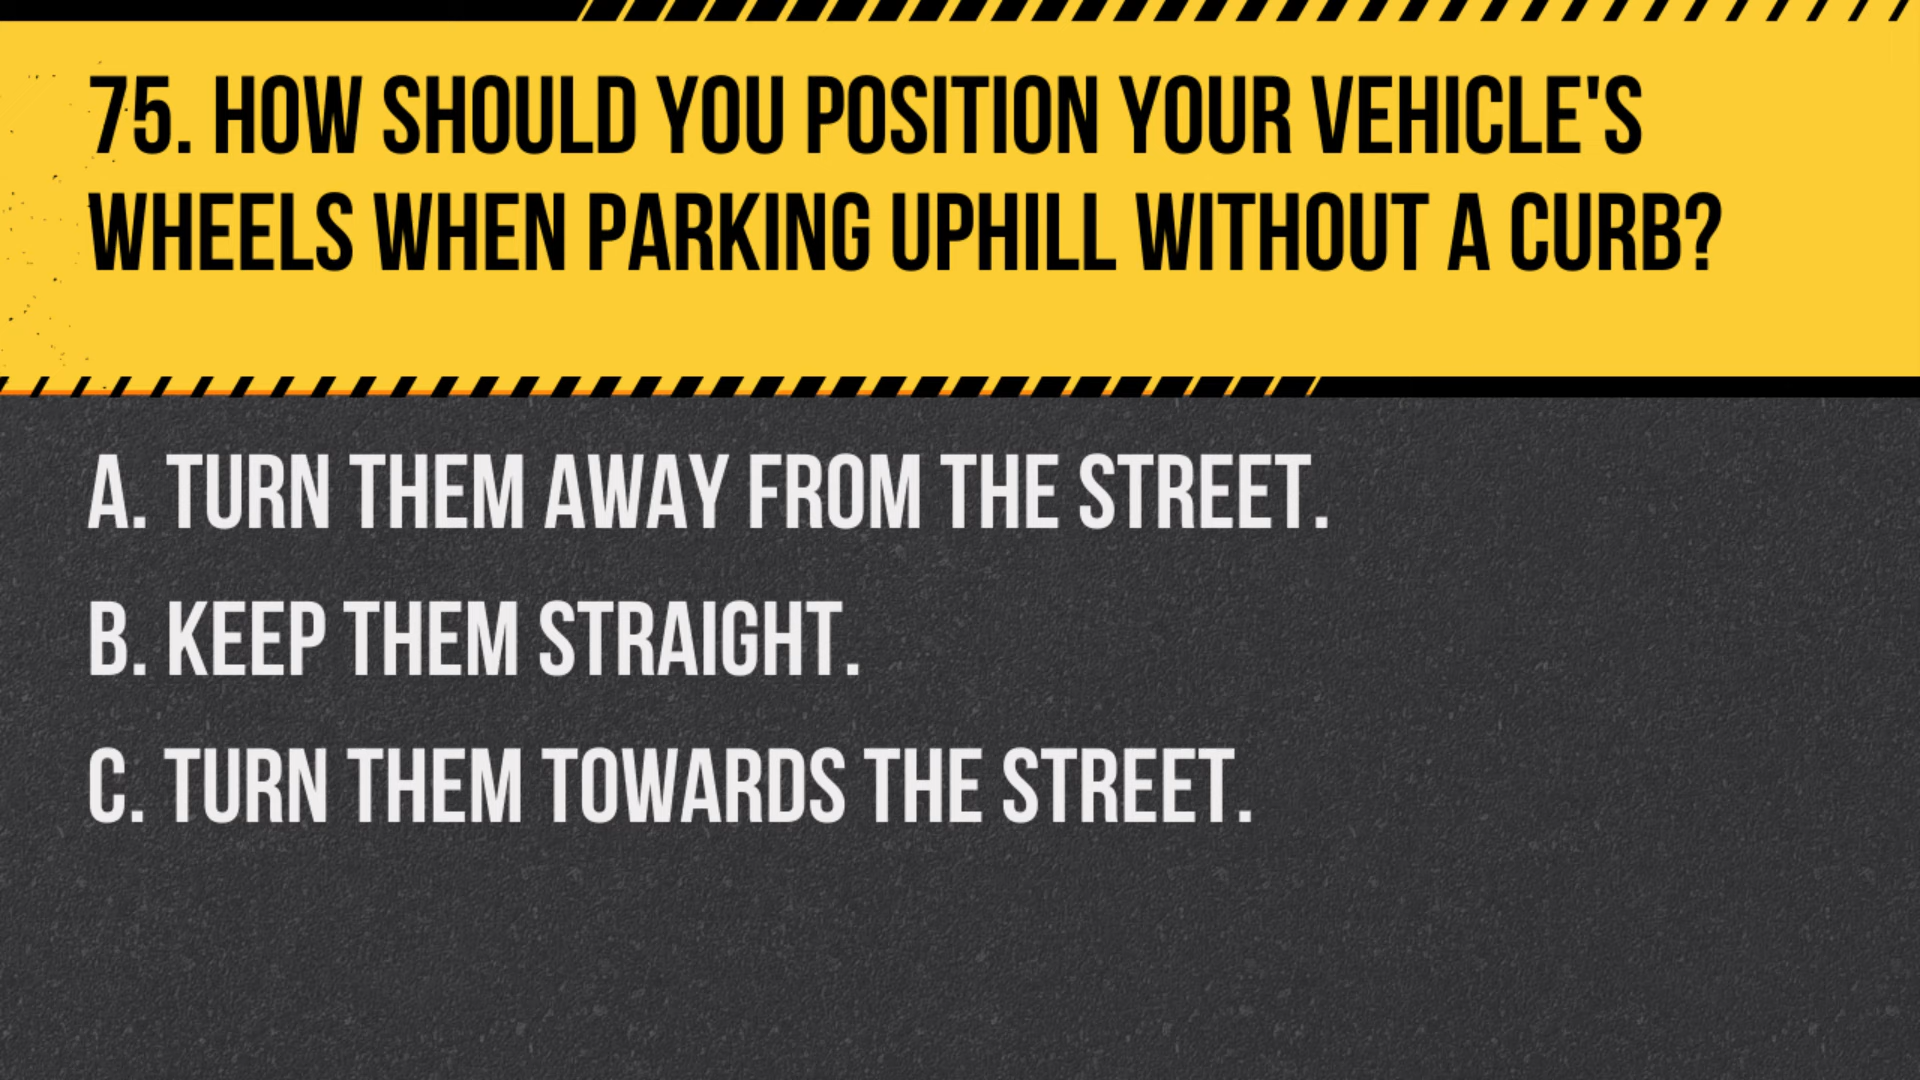 75. HOW SHOULD YOU POSITION YOUR VEHICLE'S
WHEELS WHEN PARKING UPHILL WITHOUT A CURB?
A. TURN THEM AWAY FROM THE STREET.
B. KEEP THEM STRAIGHT.
C. TURN THEM TOWARDS THE STREET.